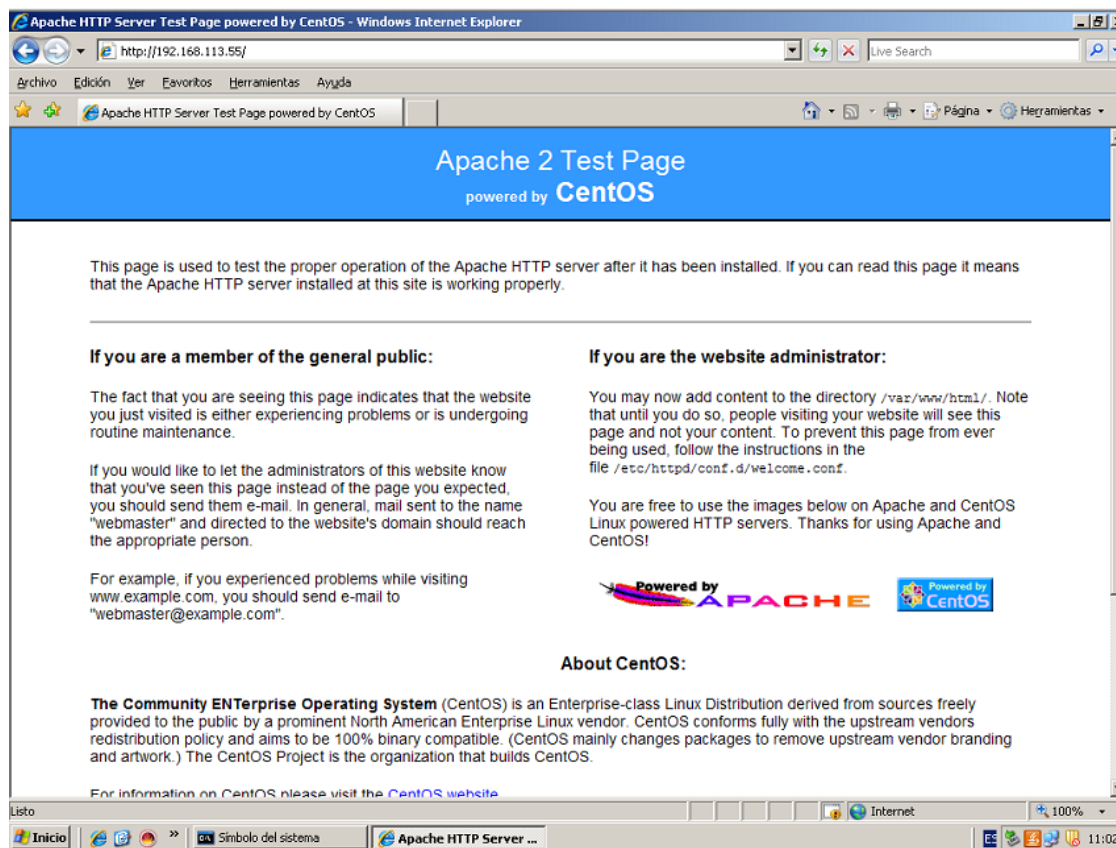 Apache HTTP Server Test Page powered by CentOS - Windows Internet Explorer
http://192.168.113.55/
Live Search
Archivo Edición Ver Favoritos Herramientas Ayuda
Apache HTTP Server Test Page powered by CentOS
Página
Herramientas
Apache 2 Test Page
powered by CentOS
This page is used to test the proper operation of the Apache HTTP server after it has been installed. If you can read this page it means
that the Apache HTTP server installed at this site is working properly.
If you are a member of the general public:
The fact that you are seeing this page indicates that the website
you just visited is either experiencing problems or is undergoing
routine maintenance.
If you would like to let the administrators of this website know
that you've seen this page instead of the page you expected,
you should send them e-mail. In general, mail sent to the name
"webmaster" and directed to the website's domain should reach
the appropriate person.
For example, if you experienced problems while visiting
www.example.com, you should send e-mail to
"webmaster@example.com".
If you are the website administrator:
You may now add content to the directory /var/www/html/. Note
that until you do so, people visiting your website will see this
page and not your content. To prevent this page from ever
being used, follow the instructions in the
file /etc/httpd/conf.d/welcome.conf.
You are free to use the images below on Apache and CentOS
Linux powered HTTP servers. Thanks for using Apache and
CentOS!
Powered by
APACHE
Powered by
CentOS
About CentOS:
The Community ENTerprise Operating System (CentOS) is an Enterprise-class Linux Distribution derived from sources freely
provided to the public by a prominent North American Enterprise Linux vendor. CentOS conforms fully with the upstream vendors
redistribution policy and aims to be 100% binary compatible. (CentOS mainly changes packages to remove upstream vendor branding
and artwork.) The CentOS Project is the organization that builds CentOS.
For information on CentOS please visit the CentOS website
Listo
Internet
100%
Inicio
Símbolo del sistema
Apache HTTP Server ...
ES
11:02